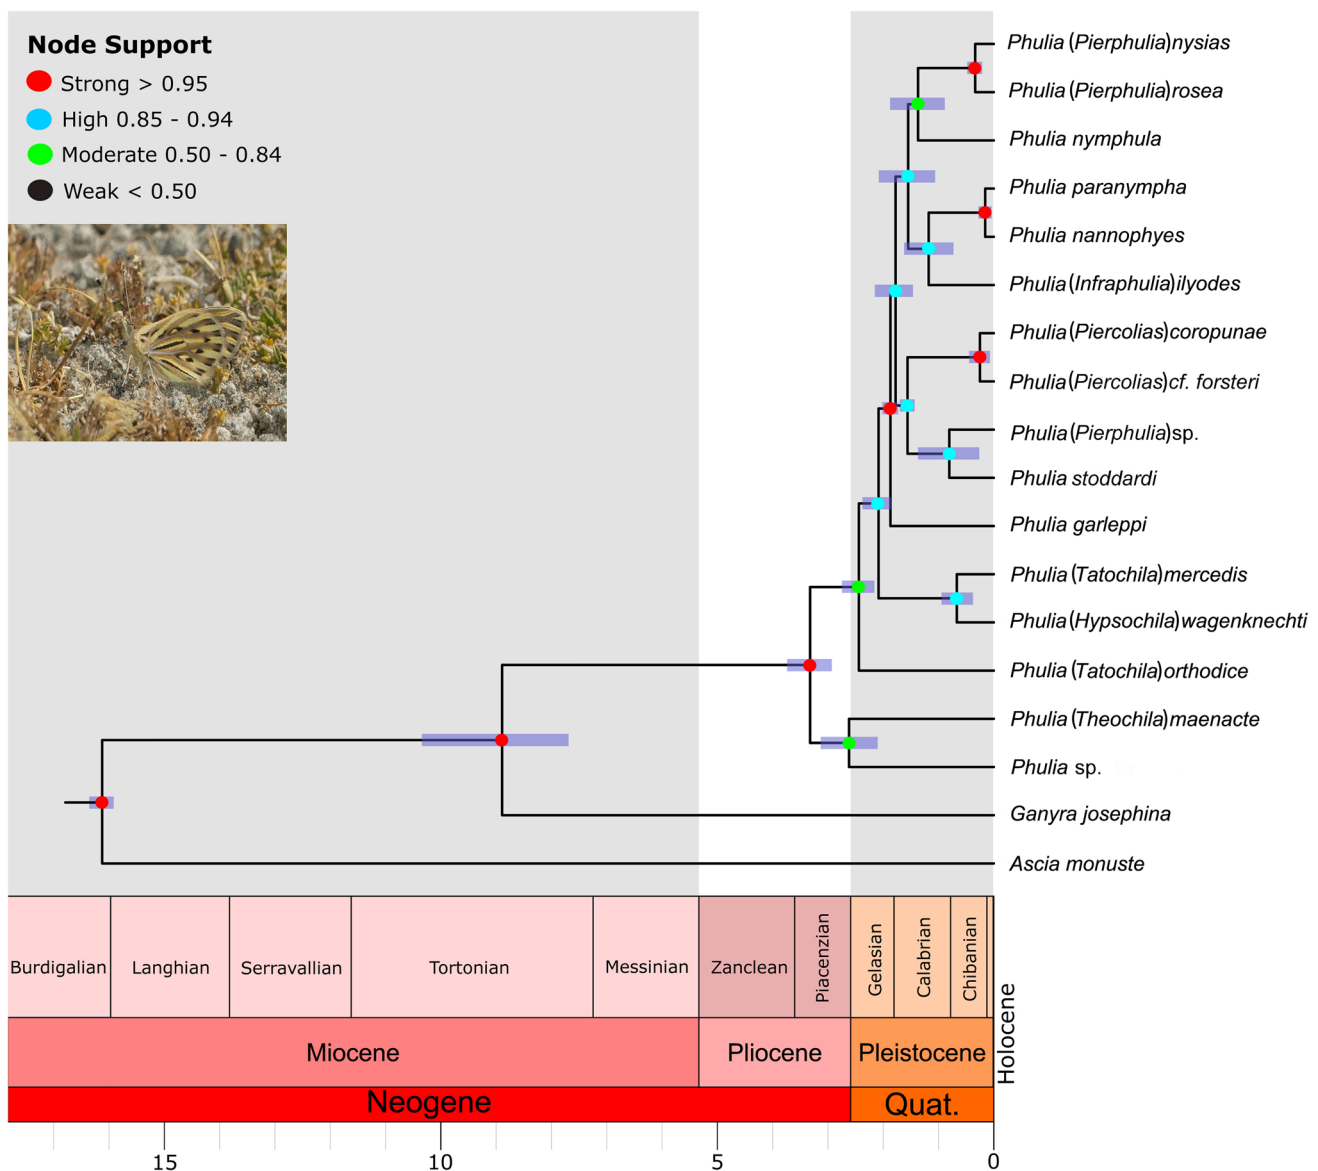 Node Support
Strong > 0.95
High 0.85 - 0.94
Moderate 0.50 - 0.84
Weak < 0.50
Phulia (Pierphulia)nysias
Phulia (Pierphulia)rosea
Phulia nymphula
Phulia paranympha
Phulia nannophyes
Phulia (Infraphulia)ilyodes
Phulia (Piercolias)coropunae
Phulia (Piercolias)cf. forsteri
Phulia (Pierphulia)sp.
Phulia stoddardi
Phulia garleppi
Phulia (Tatochila)mercedis
Phulia (Hypsochila)wagenknechti
Phulia (Tatochila)orthodice
Phulia (Theochila)maenacte
Phulia sp.
Ganyra josephina
Ascia monuste
Burdigalian Langhian Serravallian Tortonian Messinian Zanclean Piacenzian Gelasian Calabrian Chibanian
Miocene Pliocene Pleistocene Holocene
Neogene Quat.
15 10 5 0